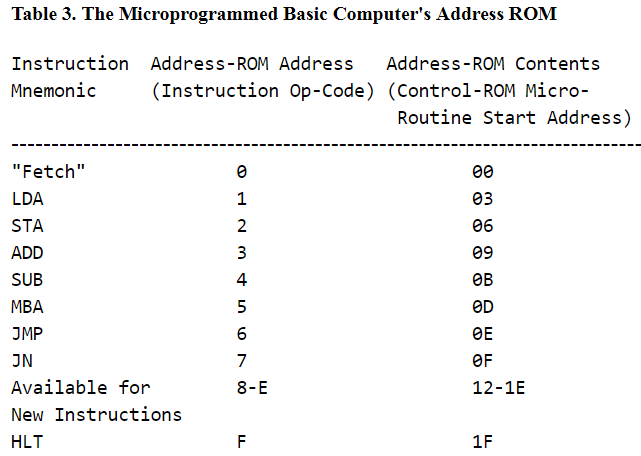 Table 3. The Microprogrammed Basic Computer's Address ROM
Instruction Address-ROM Address Address-ROM Contents
Mnemonic (Instruction Op-Code) (Control-ROM Micro-
Routine Start Address)
--------------------------------------------------------------------------------
"Fetch" 0 00
LDA 1 03
STA 2 06
ADD 3 09
SUB 4 0B
MBA 5 0D
JMP 6 0E
JN 7 0F
Available for 8-E 12-1E
New Instructions
HLT F 1F